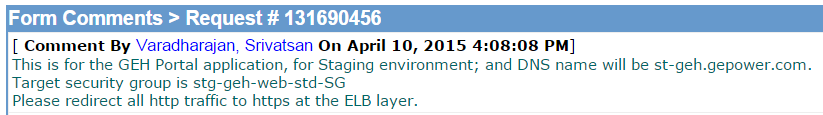 Form Comments > Request # 131690456
[ Comment By Varadharajan, Srivatsan On April 10, 2015 4:08:08 PM]
This is for the GEH Portal application, for Staging environment; and DNS name will be st-geh.gepower.com.
Target security group is stg-geh-web-std-SG
Please redirect all http traffic to https at the ELB layer.